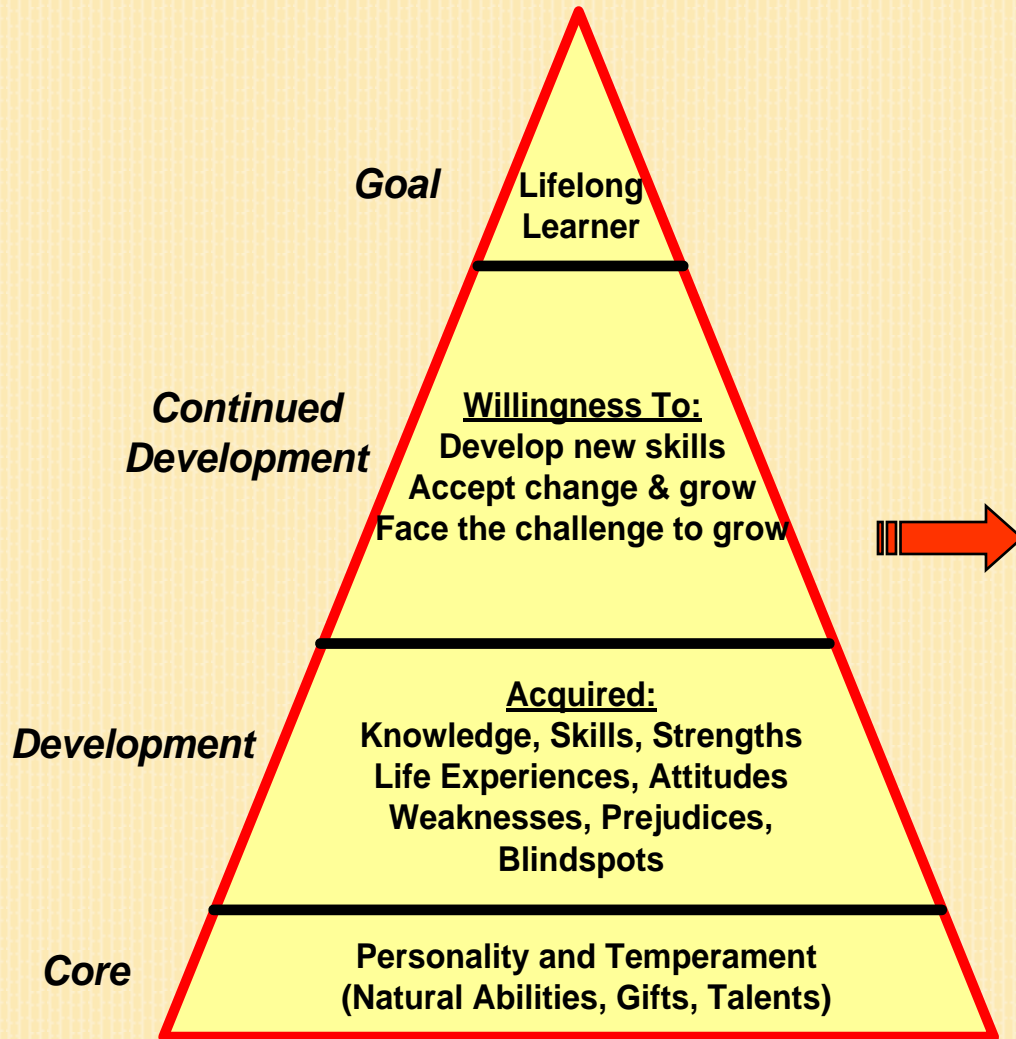 Goal
Lifelong
Learner
Continued
Development
Willingness To:
Develop new skills
Accept change & grow
Face the challenge to grow
Development
Acquired:
Knowledge, Skills, Strengths
Life Experiences, Attitudes
Weaknesses, Prejudices,
Blindspots
Core
Personality and Temperament
(Natural Abilities, Gifts, Talents)